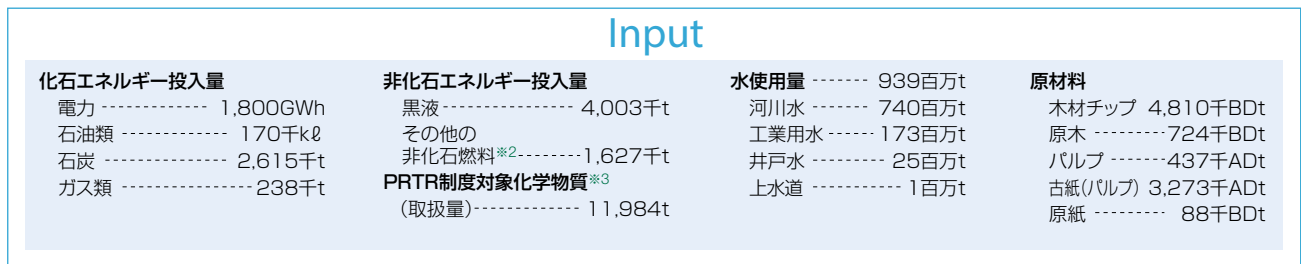 Input
化石エネルギー投入量
電力 ------------- 1,800GWh
石油類 ------------- 170千kℓ
石炭 --------------- 2,615千t
ガス類 ---------------- 238千t
非化石エネルギー投入量
黒液---------------- 4,003千t
その他の
非化石燃料※2--------1,627千t
PRTR制度対象化学物質※3
(取扱量)------------- 11,984t
水使用量 ------- 939百万t
河川水 ------- 740百万t
工業用水------ 173百万t
井戸水 --------- 25百万t
上水道 ----------- 1百万t
原材料
木材チップ 4,810千BDt
原木 ---------724千BDt
パルプ -------437千ADt
古紙(パルプ) 3,273千ADt
原紙 --------- 88千BDt